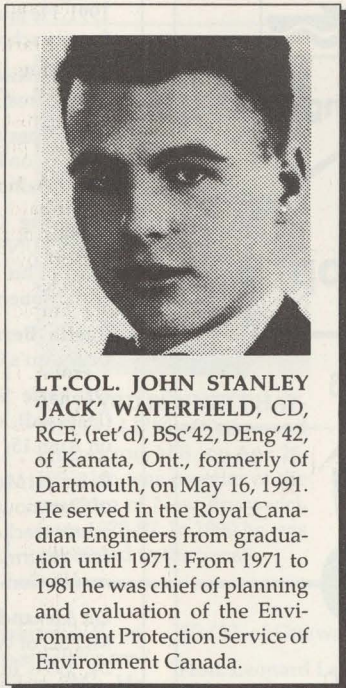 LT.COL. JOHN STANLEY
'JACK' WATERFIELD, CD,
RCE, (ret'd), BSc'42, DEng'42,
of Kanata, Ont., formerly of
Dartmouth, on May 16, 1991.
He served in the Royal Cana-
dian Engineers from gradua-
tion until 1971. From 1971 to
1981 he was chief of planning
and evaluation of the Envi-
ronment Protection Service of
Environment Canada.